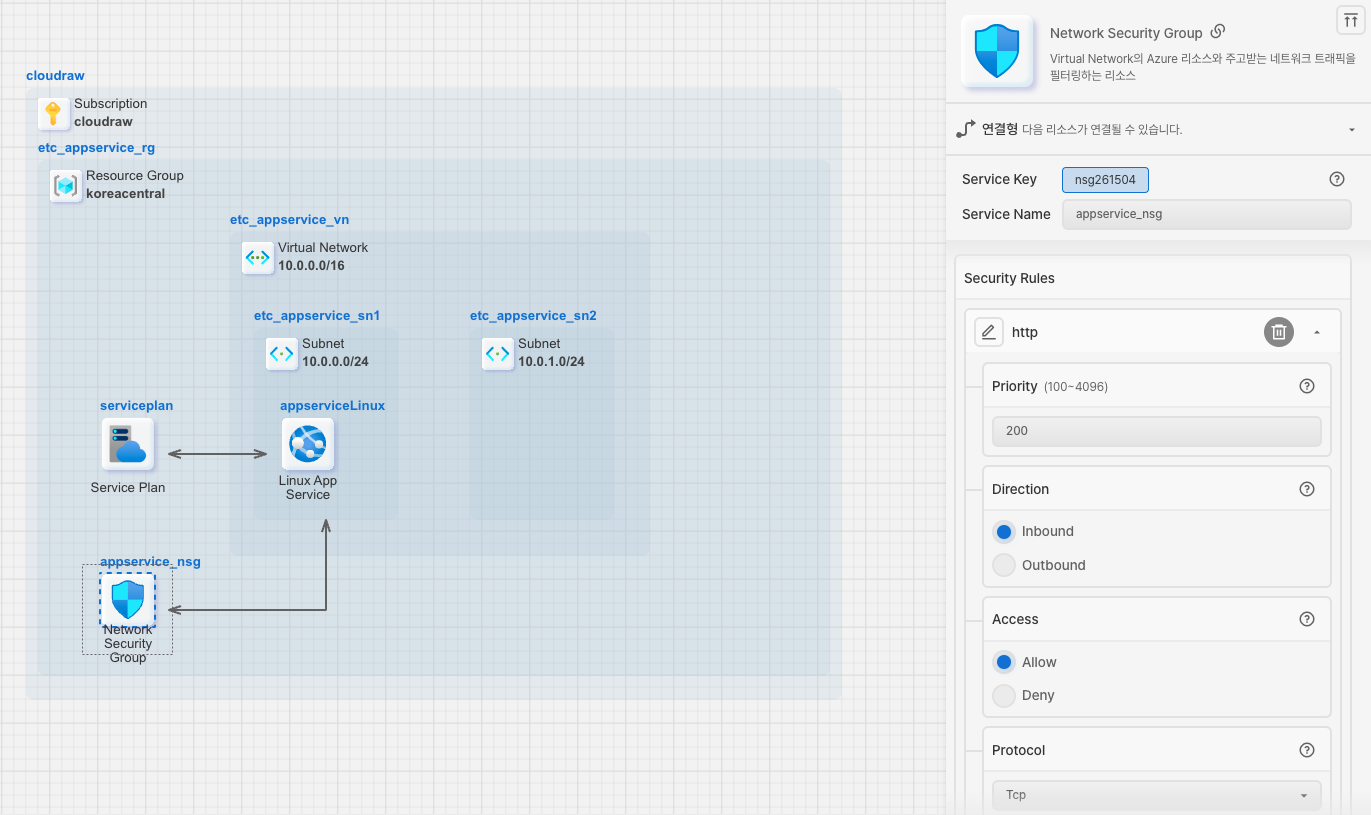 cloudraw
Subscription
cloudraw
etc_appservice_rg
Resource Group
koreacentral
etc_appservice_vn
Virtual Network
10.0.0.0/16
etc_appservice_sn1
Subnet
10.0.0.0/24
etc_appservice_sn2
Subnet
10.0.1.0/24
serviceplan
Service Plan
appserviceLinux
Linux App
Service
appservice_nsg
Network
Security
Group
Network Security Group
Virtual Network의 Azure 리소스와 주고받는 네트워크 트래픽을
필터링하는 리소스
연결형 다음 리소스가 연결될 수 있습니다.
Service Key nsg261504
Service Name appservice_nsg
Security Rules
http
Priority (100~4096)
200
Direction
Inbound
Outbound
Access
Allow
Deny
Protocol
Tcp